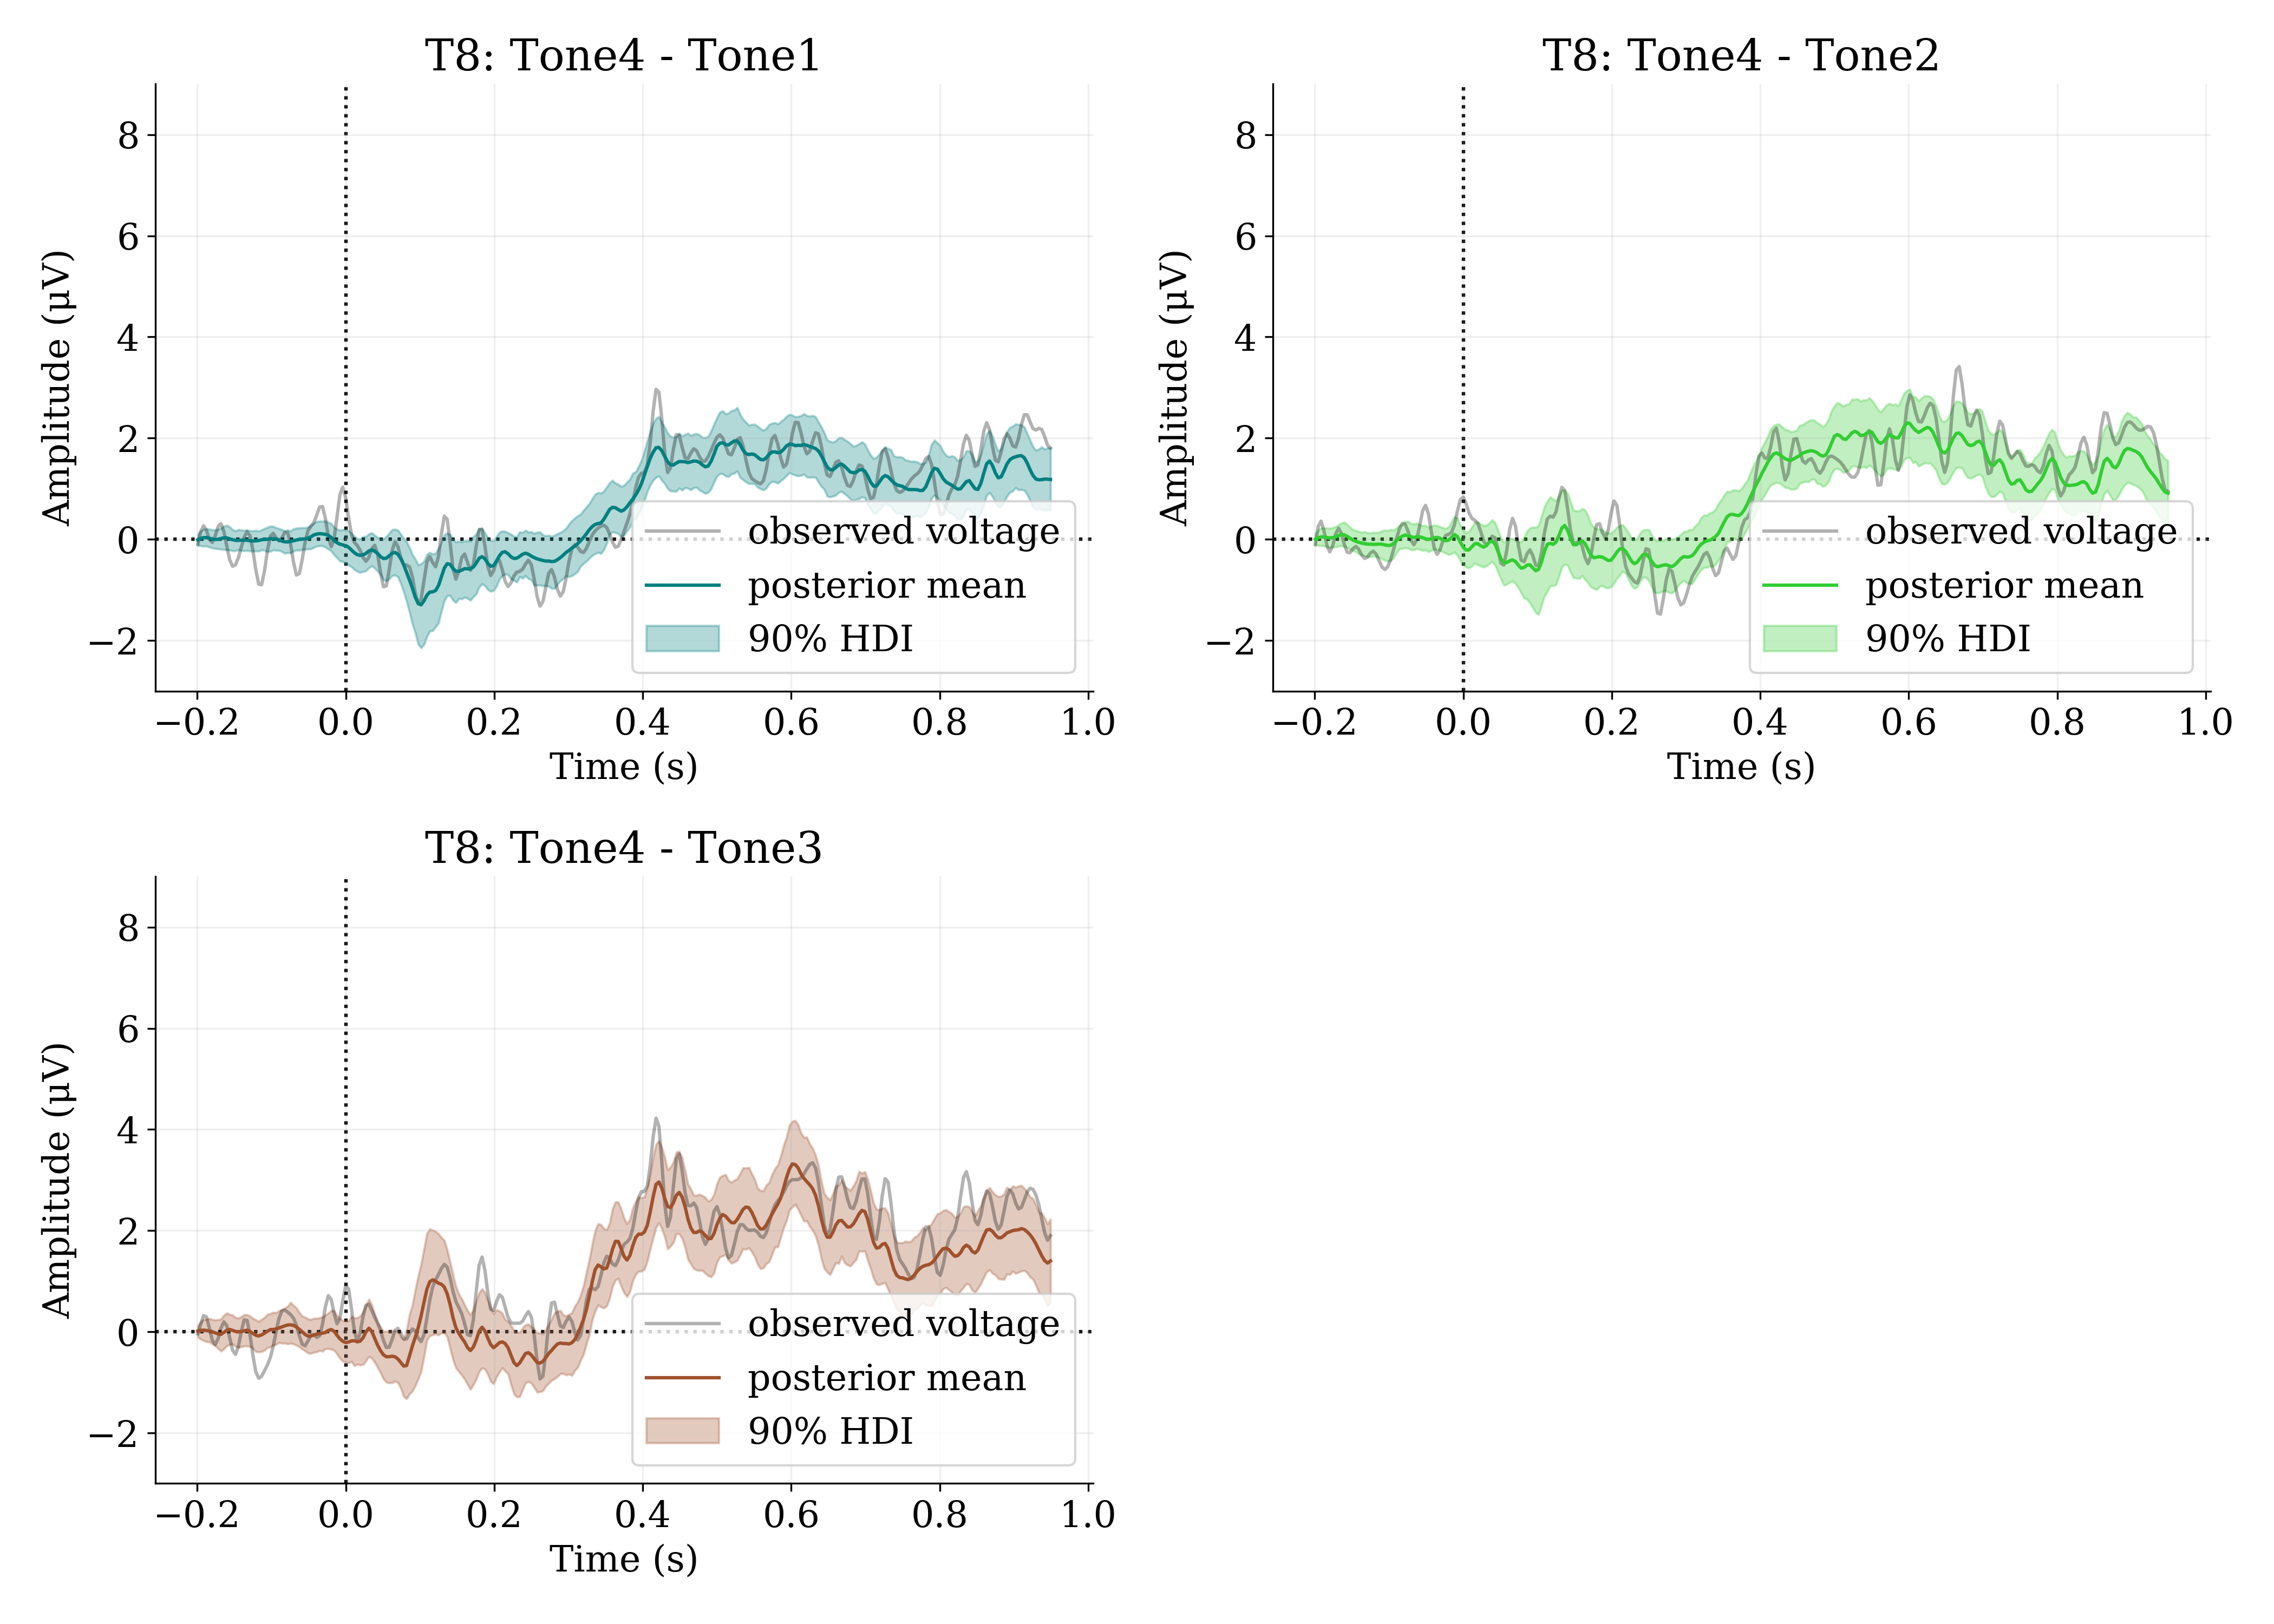 T8: Tone4 - Tone1
Amplitude (μV)
8
6
4
2
0
−2
observed voltage
posterior mean
90% HDI
−0.2 0.0 0.2 0.4 0.6 0.8 1.0
Time (s)
T8: Tone4 - Tone2
Amplitude (μV)
8
6
4
2
0
−2
observed voltage
posterior mean
90% HDI
−0.2 0.0 0.2 0.4 0.6 0.8 1.0
Time (s)
T8: Tone4 - Tone3
Amplitude (μV)
8
6
4
2
0
−2
observed voltage
posterior mean
90% HDI
−0.2 0.0 0.2 0.4 0.6 0.8 1.0
Time (s)